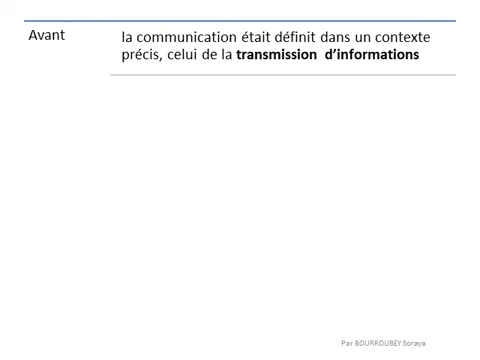 Avant
la communication était définit dans un contexte
précis, celui de la transmission d'informations
Par BOURROUBEY Soraya